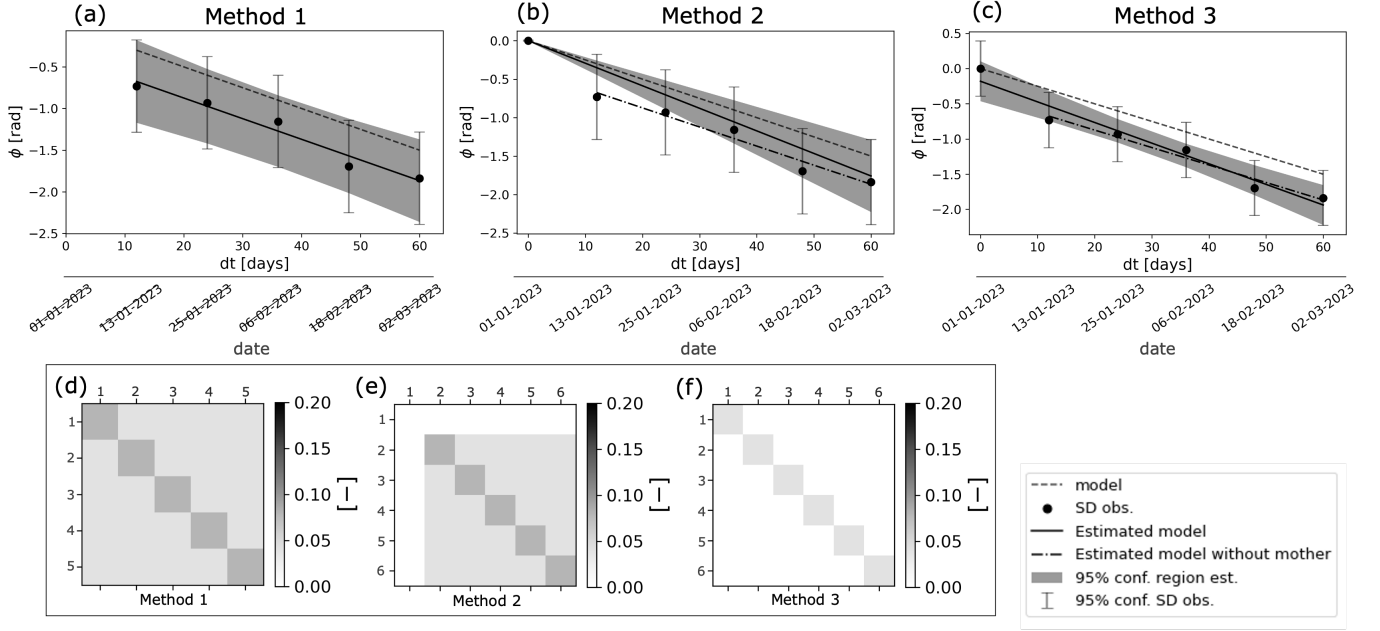 (a) Method 1
(b) Method 2
(c) Method 3
−0.5
−1.0
−1.5
−2.0
−2.5
ϕ [rad]
0 10 20 30 40 50 60
dt [days]
01-01-2023 13-01-2023 25-01-2023 06-02-2023 18-02-2023 02-03-2023
date
0.0
−0.5
−1.0
−1.5
−2.0
−2.5
ϕ [rad]
0 10 20 30 40 50 60
dt [days]
01-01-2023 13-01-2023 25-01-2023 06-02-2023 18-02-2023 02-03-2023
date
0.5
0.0
−0.5
−1.0
−1.5
−2.0
ϕ [rad]
0 10 20 30 40 50 60
dt [days]
01-01-2023 13-01-2023 25-01-2023 06-02-2023 18-02-2023 02-03-2023
date
(d)
1 2 3 4 5
1
2
3
4
5
Method 1
0.20
0.15
0.10
0.05
0.00
[−]
(e)
1 2 3 4 5 6
1
2
3
4
5
6
Method 2
0.20
0.15
0.10
0.05
0.00
[−]
(f)
1 2 3 4 5 6
1
2
3
4
5
6
Method 3
0.20
0.15
0.10
0.05
0.00
[−]
model
SD obs.
Estimated model
Estimated model without mother
95% conf. region est.
95% conf. SD obs.